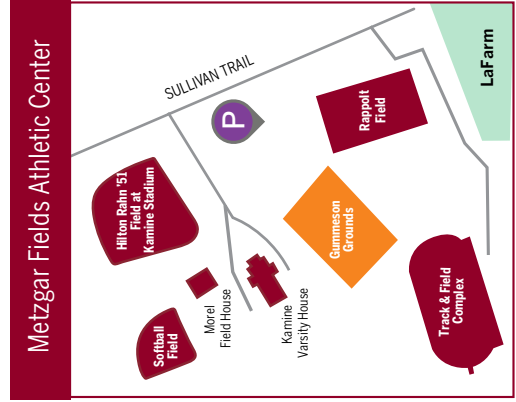 Metzgar Fields Athletic Center
SULLIVAN TRAIL
P
LaFarm
Rappolt
Field
Hilton Rahn '51
Field at
Kamine Stadium
Gummeson
Grounds
Track & Field
Complex
Morel
Field House
Kamine
Varsity House
Softball
Field